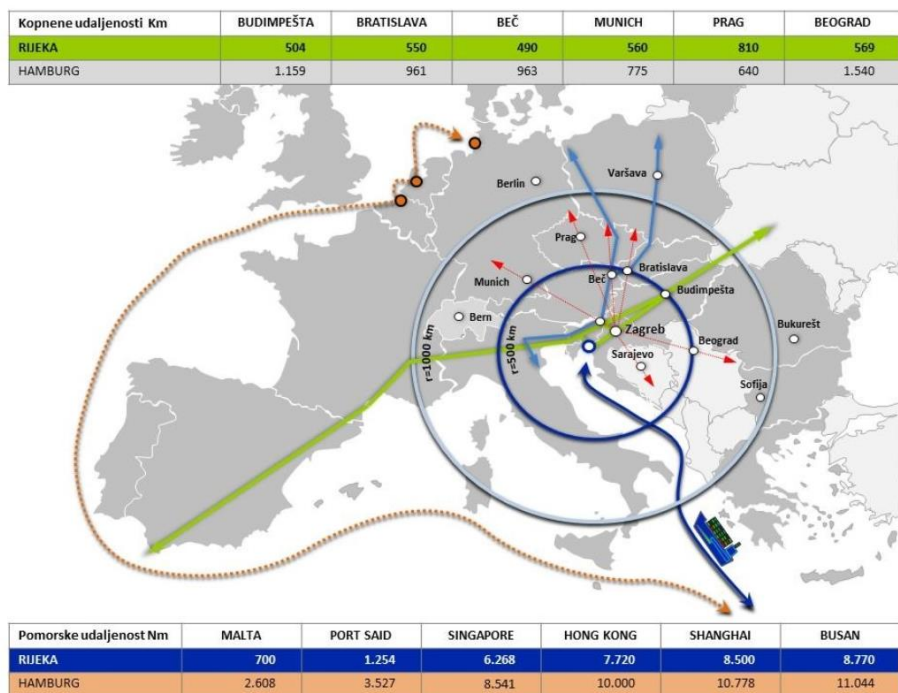 Kopnene udaljenosti Km BUDIMPEŠTA BRATISLAVA BEČ MUNICH PRAG BEOGRAD
RIJEKA 504 550 490 560 810 569
HAMBURG 1.159 961 963 775 640 1.540
Varšava
Berlin
Prag
Bratislava
Beč
Munich
Budimpešta
Bern
Zagreb
Bukurešt
Beograd
Sarajevo
r=1000 km
r=500 km
Sofija
Pomorske udaljenost Nm MALTA PORT SAID SINGAPORE HONG KONG SHANGHAI BUSAN
RIJEKA 700 1.254 6.268 7.720 8.500 8.770
HAMBURG 2.608 3.527 8.541 10.000 10.778 11.044